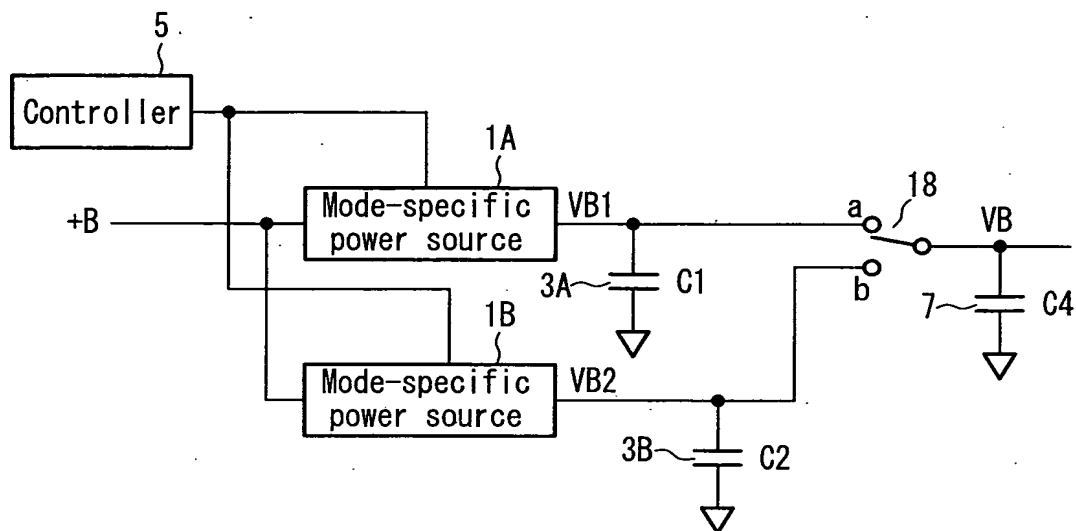 5
Controller
1A
+B
Mode-specific
power source
VB1
a
18
VB
3A
C1
b
7
C4
1B
Mode-specific
power source
VB2
3B
C2